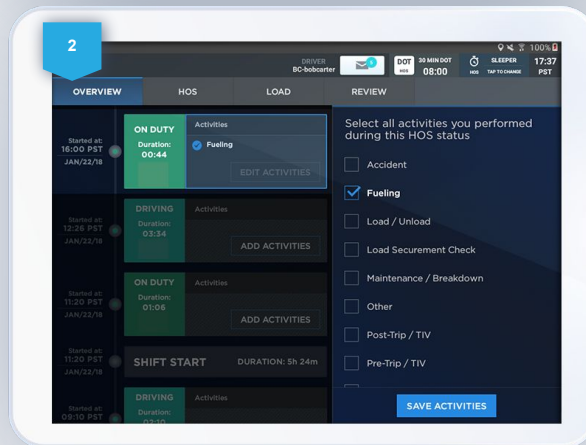 2
100%
DRIVER
BC-bobcarter
DOT
HOS
30 MIN DOT
08:00
HOS
SLEEPER
TAP TO CHANGE
17:37
PST
OVERVIEW
HOS
LOAD
REVIEW
Started at:
16:00 PST
JAN/22/18
ON DUTY
Duration:
00:44
Activities
Fueling
EDIT ACTIVITIES
Started at:
12:26 PST
JAN/22/18
DRIVING
Duration:
03:34
Activities
ADD ACTIVITIES
Started at:
11:20 PST
JAN/22/18
ON DUTY
Duration:
01:06
Activities
ADD ACTIVITIES
Started at:
11:20 PST
JAN/22/18
SHIFT START
DURATION: 5h 24m
Started at:
09:10 PST
DRIVING
Duration:
02:10
Activities
Select all activities you performed
during this HOS status
Accident
Fueling
Load / Unload
Load Securement Check
Maintenance / Breakdown
Other
Post-Trip / TIV
Pre-Trip / TIV
SAVE ACTIVITIES